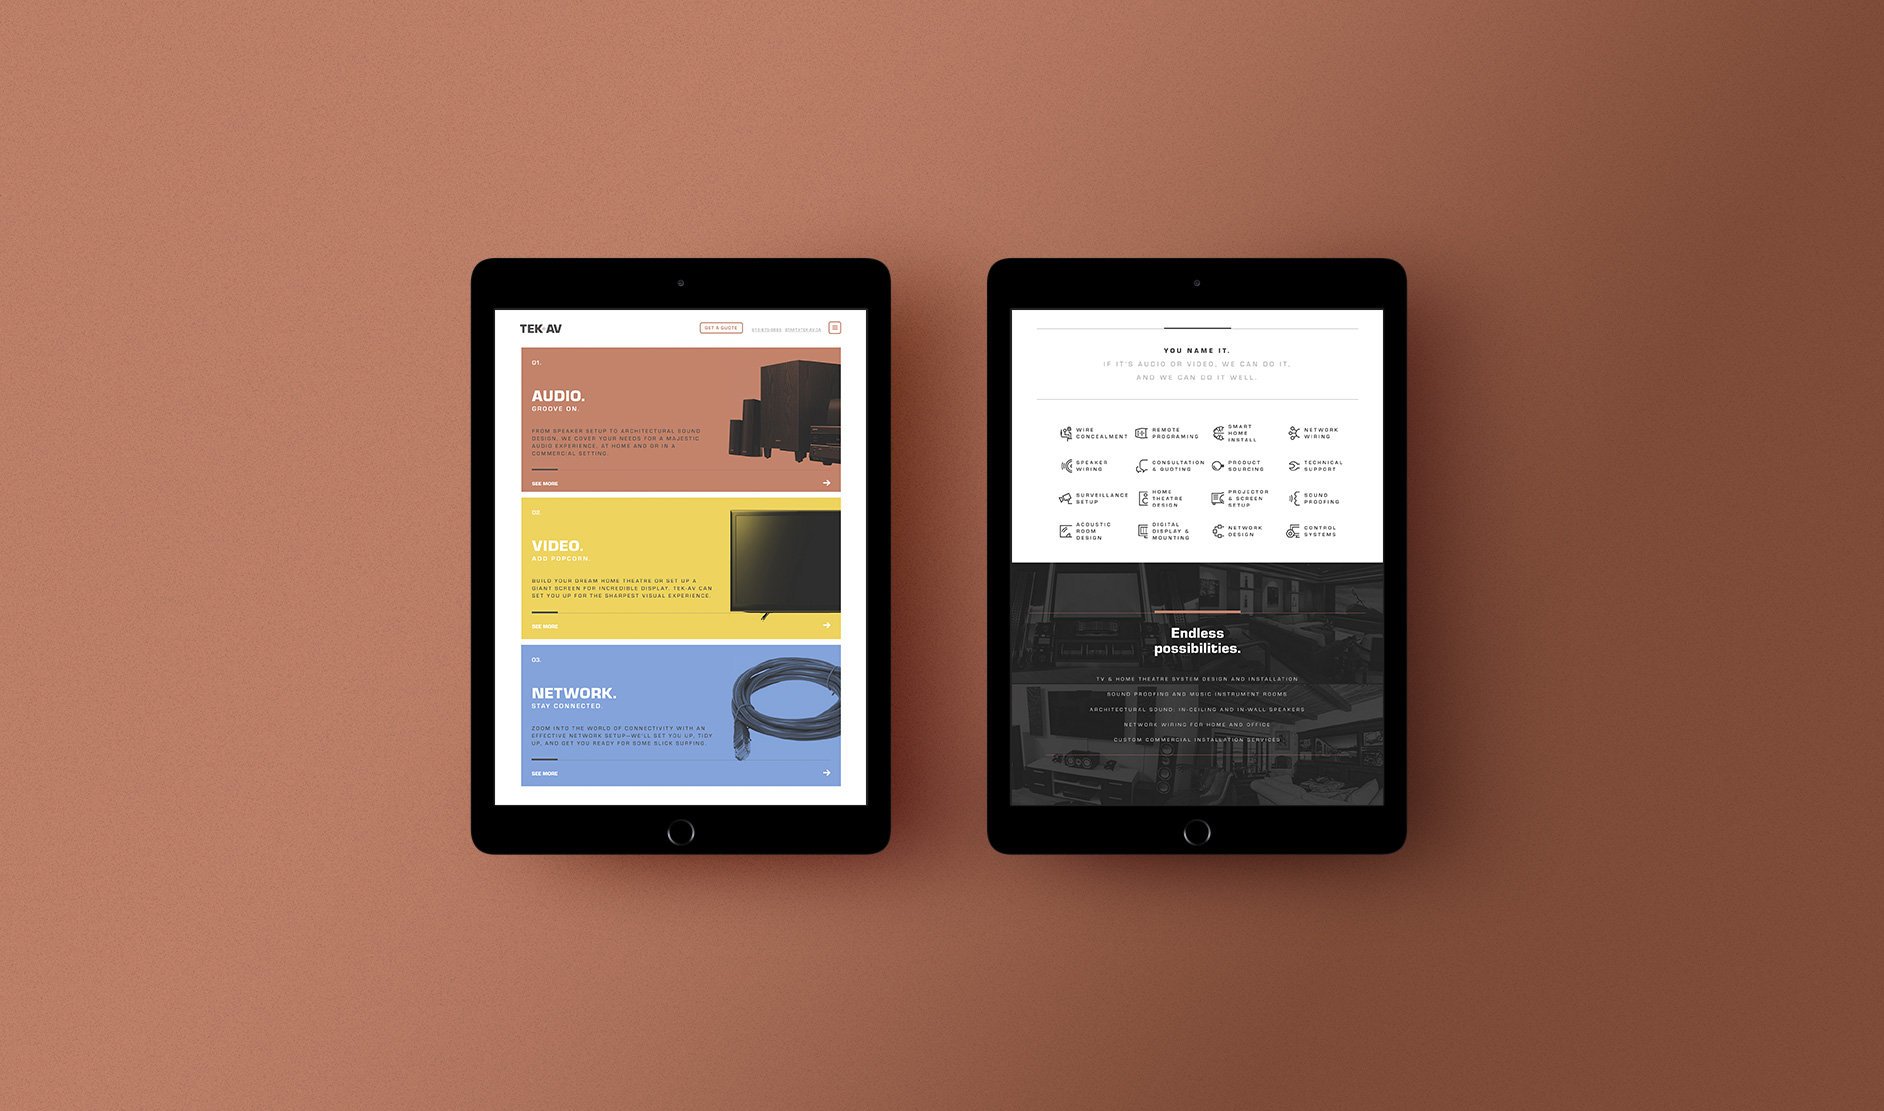 TEK·AV
GET A QUOTE
01.
AUDIO.
GROOVE ON.
FROM SPEAKER SETUP TO ARCHITECTURAL SOUND
DESIGN, WE COVER YOUR NEEDS FOR A MAJESTIC
AUDIO EXPERIENCE, AT HOME AND OR IN A
COMMERCIAL SETTING.
SEE MORE
02.
VIDEO.
ADD POPCORN.
BUILD YOUR DREAM HOME THEATRE OR SET UP A
GIANT SCREEN FOR INCREDIBLE DISPLAY. TEK-AV CAN
SET YOU UP FOR THE SHARPEST VISUAL EXPERIENCE.
SEE MORE
03.
NETWORK.
STAY CONNECTED.
ZOOM INTO THE WORLD OF CONNECTIVITY WITH AN
EFFECTIVE NETWORK SETUP—WE'LL SET YOU UP, TIDY
UP, AND GET YOU READY FOR SOME SLICK SURFING.
SEE MORE
YOU NAME IT.
IF IT'S AUDIO OR VIDEO, WE CAN DO IT,
AND WE CAN DO IT WELL.
WIRE
CONCEALMENT
REMOTE
PROGRAMING
SMART
HOME
INSTALL
NETWORK
WIRING
SPEAKER
WIRING
CONSULTATION
& QUOTING
PRODUCT
SOURCING
TECHNICAL
SUPPORT
SURVEILLANCE
SETUP
HOME
THEATRE
DESIGN
PROJECTOR
& SCREEN
SETUP
SOUND
PROOFING
ACOUSTIC
ROOM
DESIGN
DIGITAL
DISPLAY &
MOUNTING
NETWORK
DESIGN
CONTROL
SYSTEMS
Endless
possibilities.
TV & HOME THEATRE SYSTEM DESIGN AND INSTALLATION
SOUND PROOFING AND MUSIC INSTRUMENT ROOMS
ARCHITECTURAL SOUND: IN-CEILING AND IN-WALL SPEAKERS
NETWORK WIRING FOR HOME AND OFFICE
CUSTOM COMMERCIAL INSTALLATION SERVICES